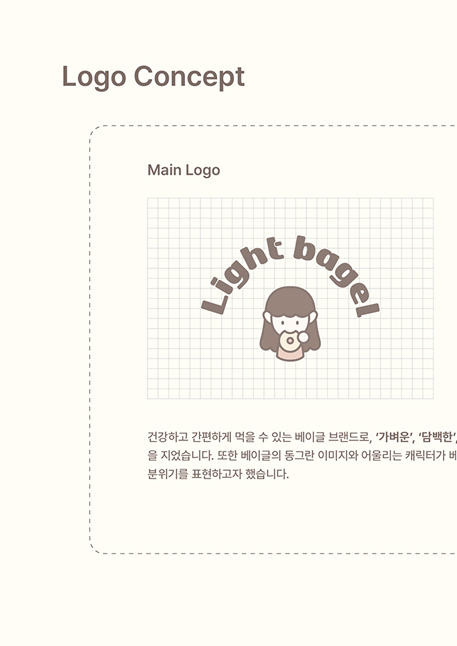 Logo Concept
Main Logo
Light bagel
건강하고 간편하게 먹을 수 있는 베이글 브랜드로, ‘가벼운’, ‘담백한’,
을 지었습니다. 또한 베이글의 동그란 이미지와 어울리는 캐릭터가 베
분위기를 표현하고자 했습니다.